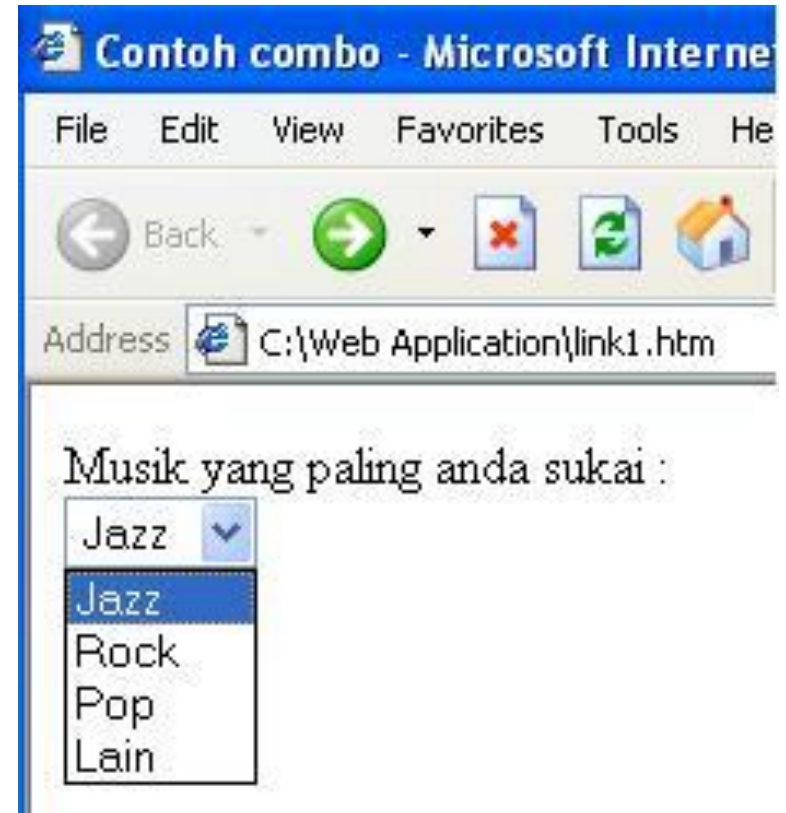 Contoh combo - Microsoft Interne
File Edit View Favorites Tools He
Back
Address C:\Web Application\link1.htm
Musik yang paling anda sukai :
Jazz
Jazz
Rock
Pop
Lain